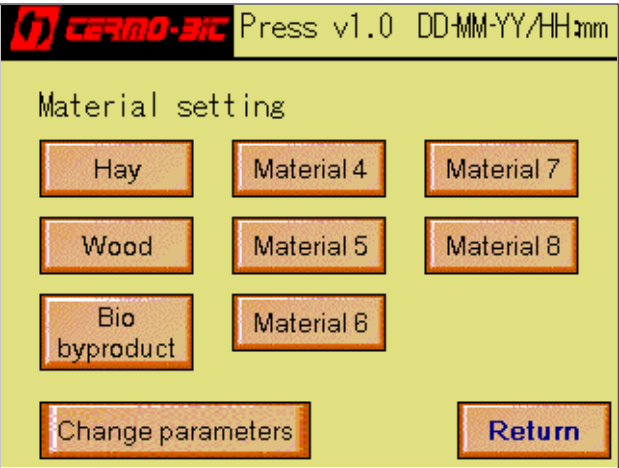 CERMO-BIT Press v1.0 DD-MM-YY/HH:mm
Material setting
Hay Material 4 Material 7
Wood Material 5 Material 8
Bio
byproduct
Material 6
Change parameters Return